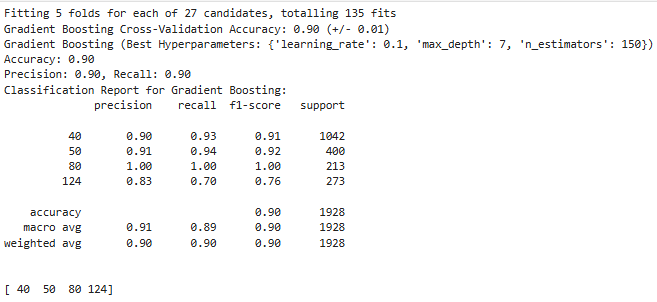 Fitting 5 folds for each of 27 candidates, totalling 135 fits
Gradient Boosting Cross-Validation Accuracy: 0.90 (+/- 0.01)
Gradient Boosting (Best Hyperparameters: {'learning_rate': 0.1, 'max_depth': 7, 'n_estimators': 150})
Accuracy: 0.90
Precision: 0.90, Recall: 0.90
Classification Report for Gradient Boosting:
precision recall f1-score support
40 0.90 0.93 0.91 1042
50 0.91 0.94 0.92 400
80 1.00 1.00 1.00 213
124 0.83 0.70 0.76 273
accuracy 0.90 1928
macro avg 0.91 0.89 0.90 1928
weighted avg 0.90 0.90 0.90 1928
[ 40 50 80 124]